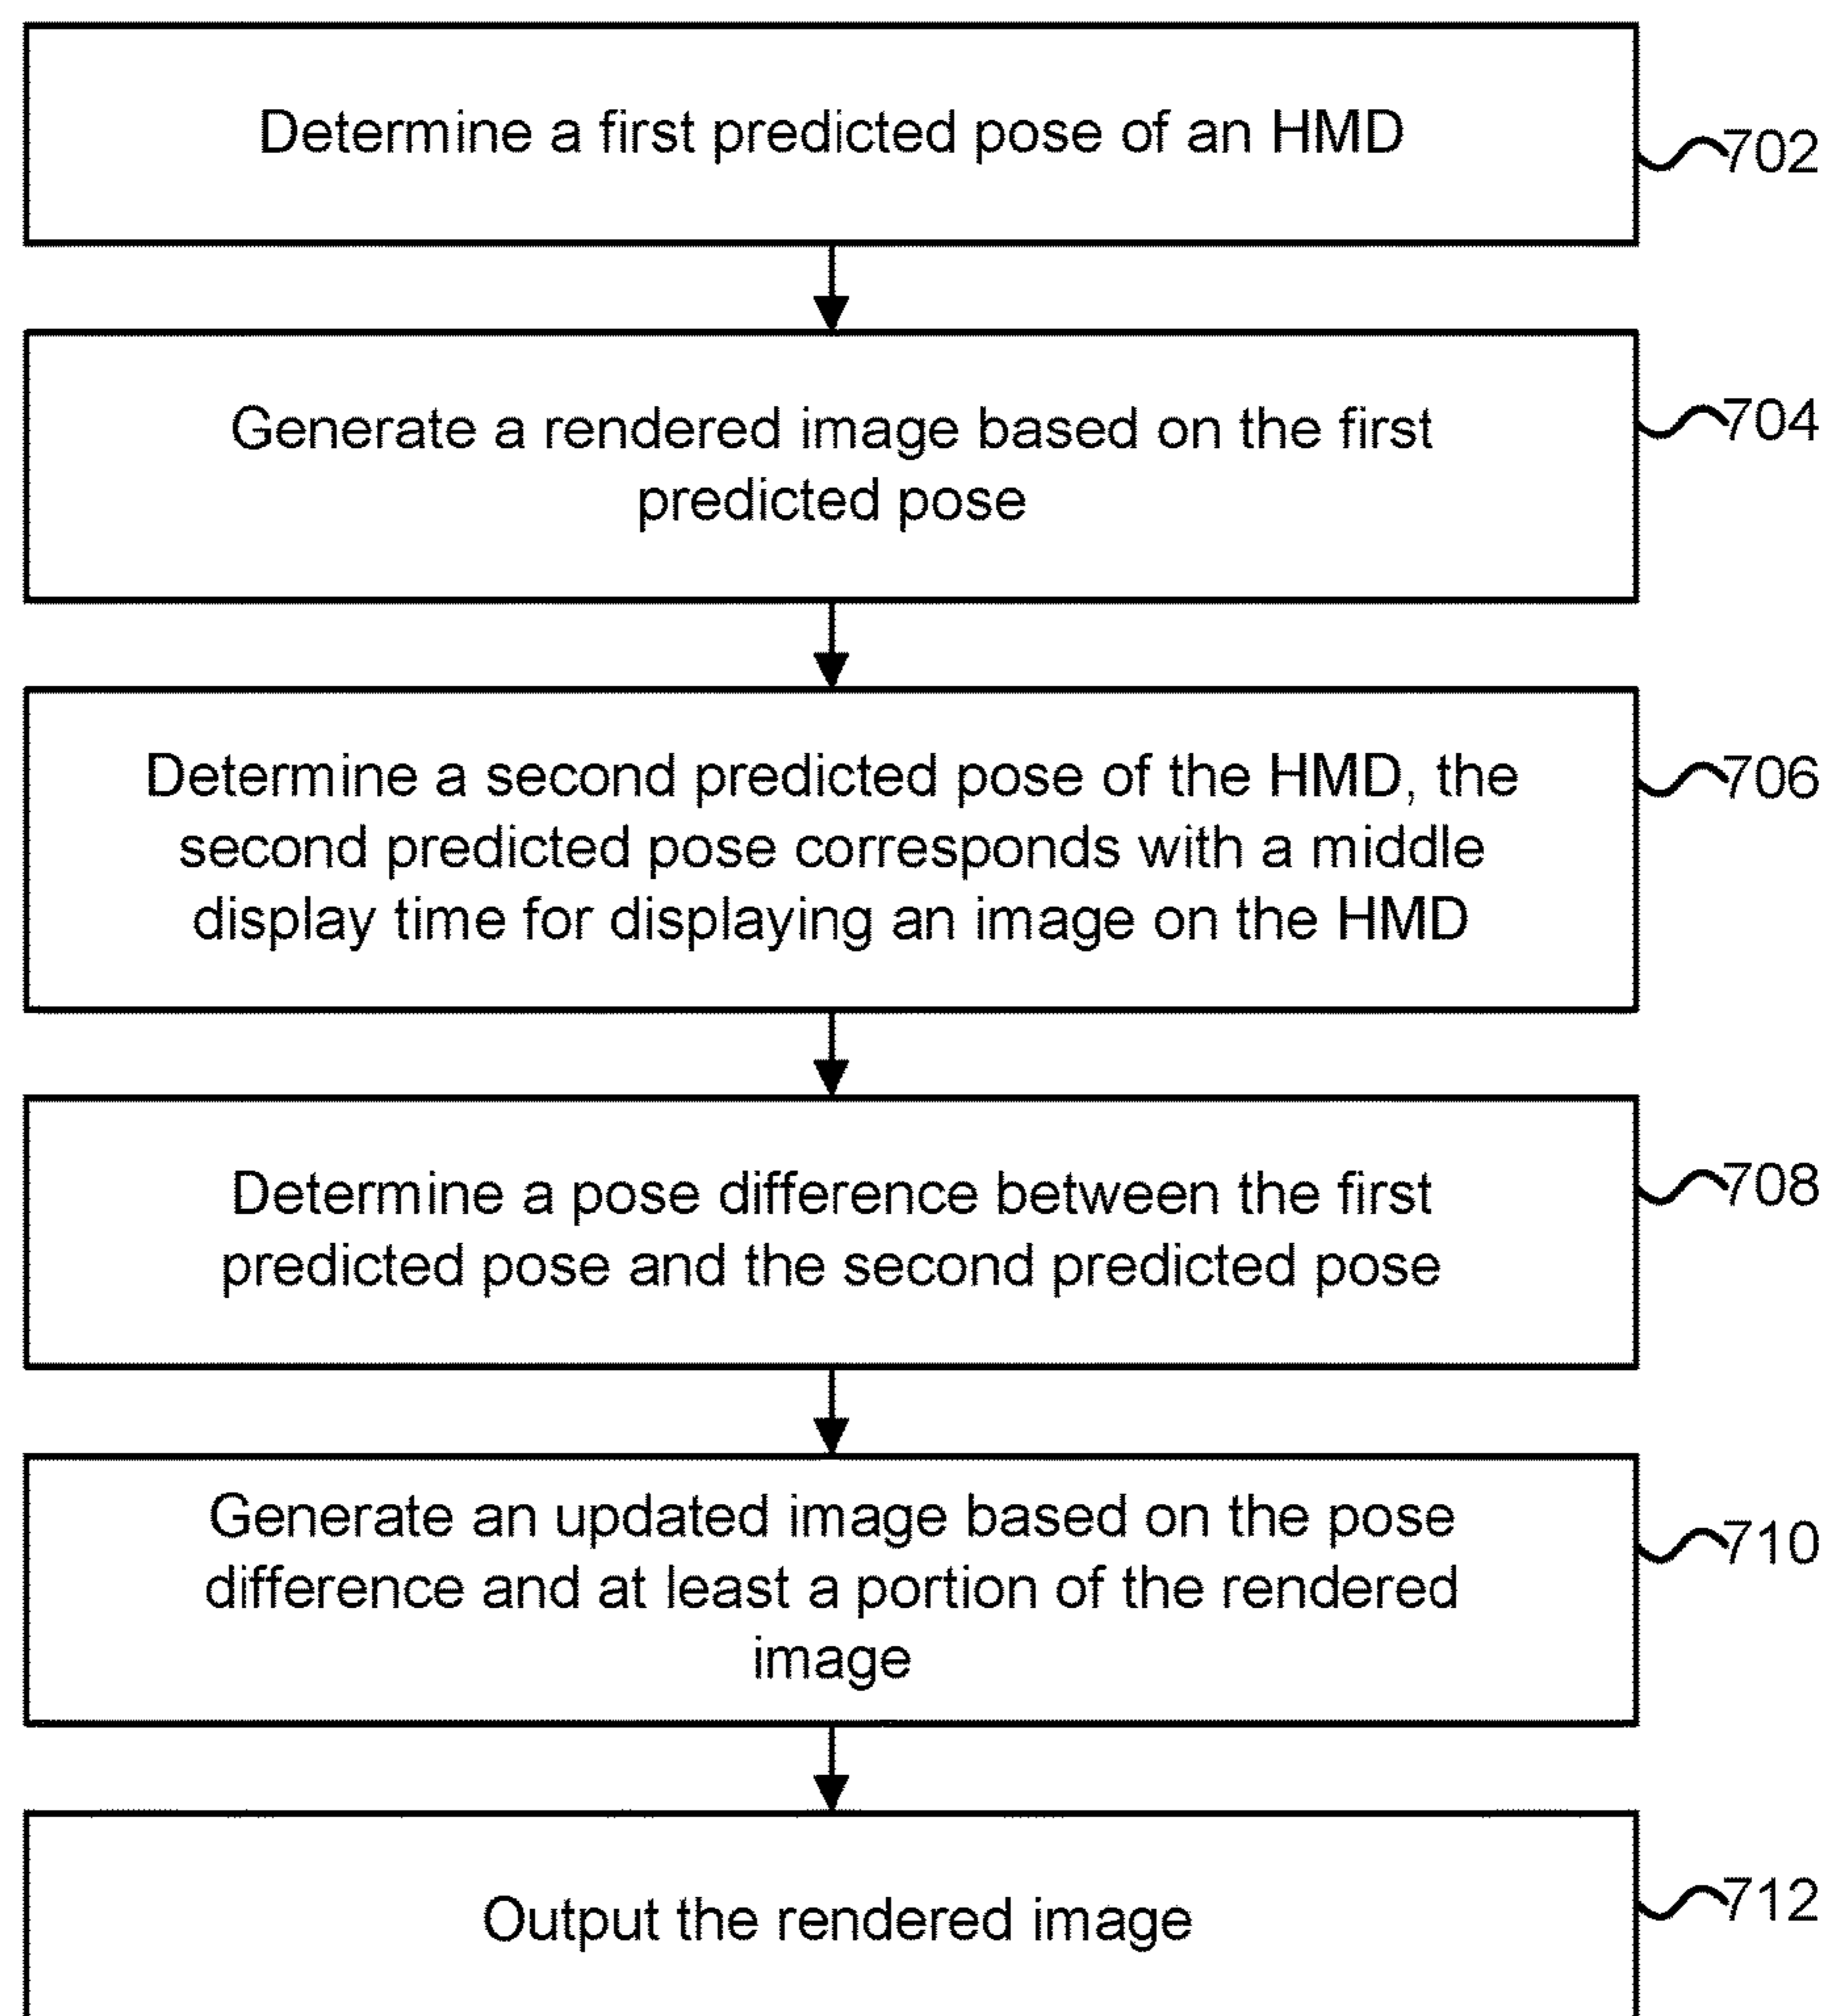 Determine a first predicted pose of an HMD
702
Generate a rendered image based on the first
predicted pose
704
Determine a second predicted pose of the HMD, the
second predicted pose corresponds with a middle
display time for displaying an image on the HMD
706
Determine a pose difference between the first
predicted pose and the second predicted pose
708
Generate an updated image based on the pose
difference and at least a portion of the rendered
image
710
Output the rendered image
712